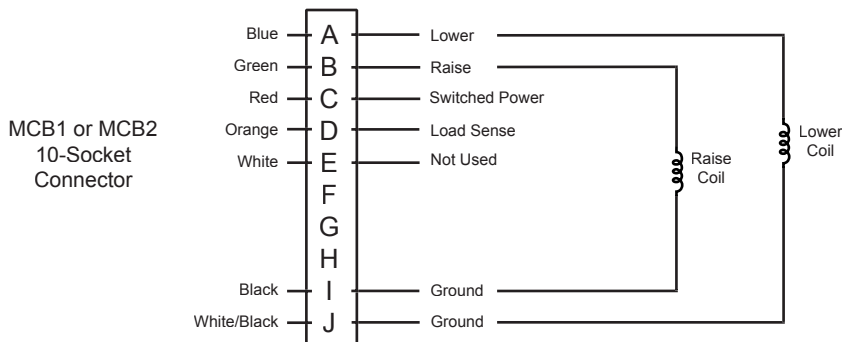 MCB1 or MCB2
10-Socket
Connector
Blue A Lower
Green B Raise
Red C Switched Power
Orange D Load Sense
White E Not Used
F
G
H
Black I Ground
White/Black J Ground
Raise
Coil
Lower
Coil